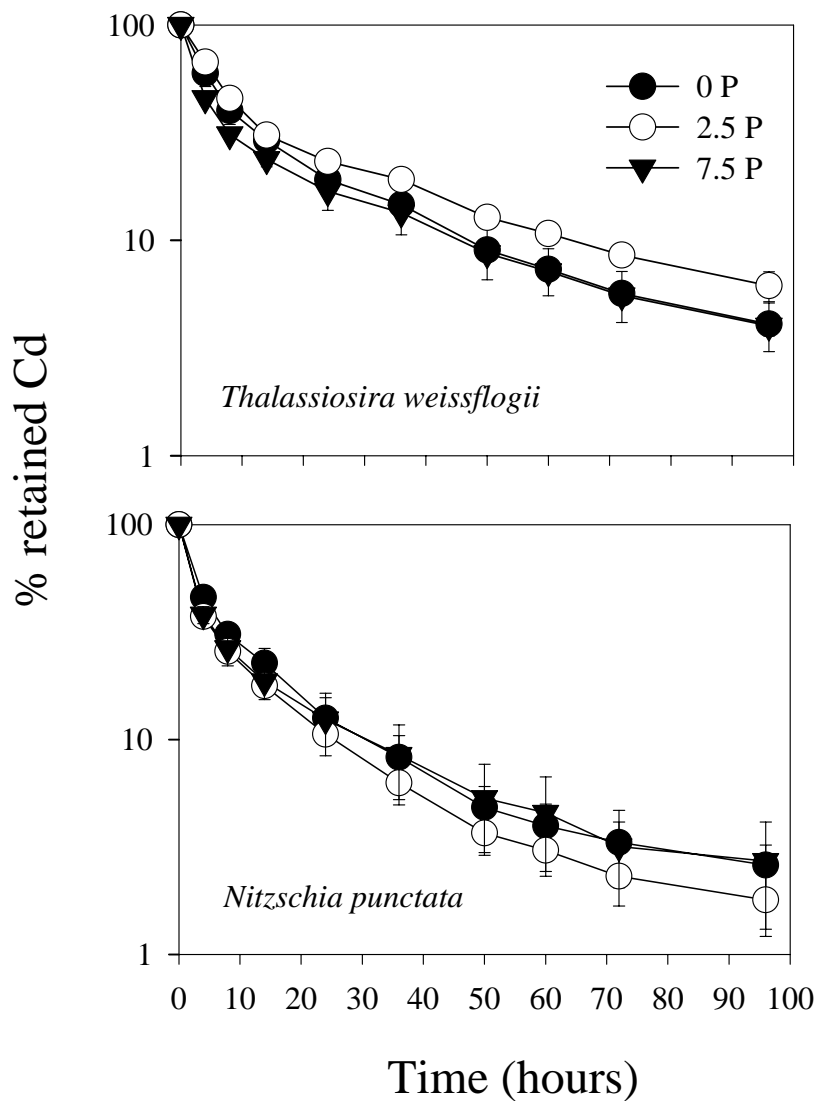 100
10
1
0 P
2.5 P
7.5 P
Thalassiosira weissflogii
% retained Cd
100
10
1
Nitzschia punctata
0 10 20 30 40 50 60 70 80 90 100
Time (hours)